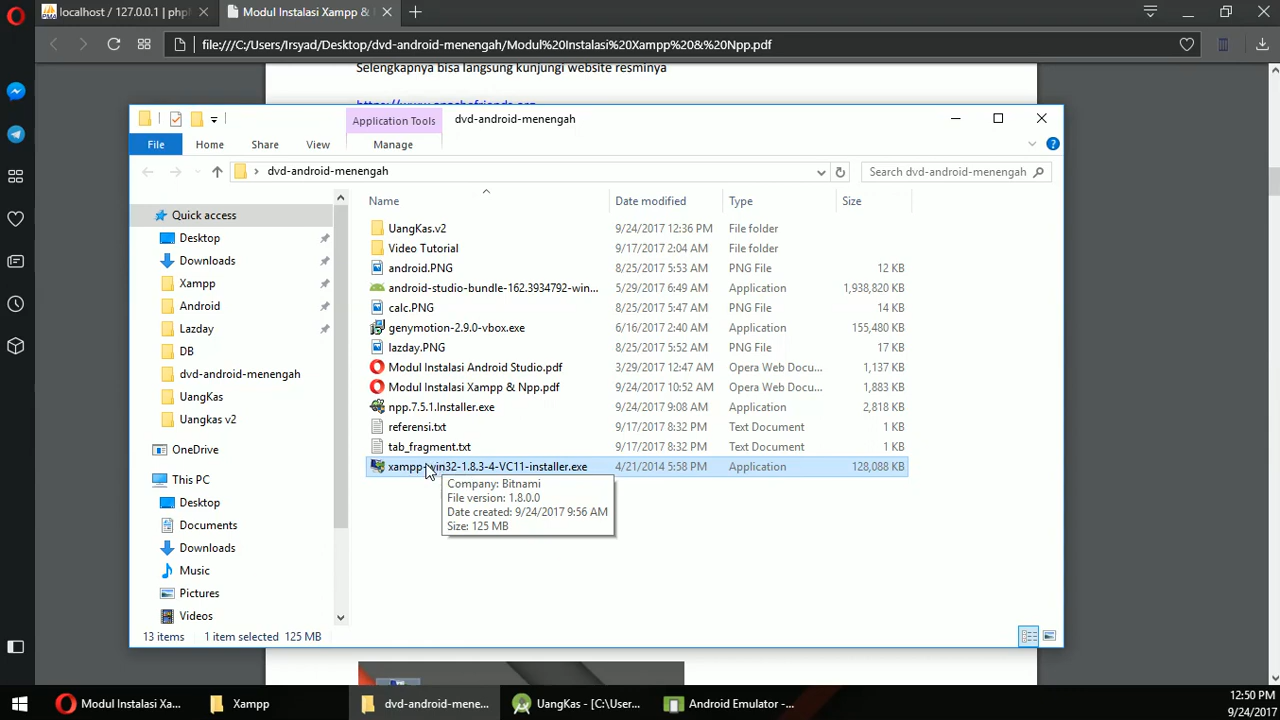 localhost / 127.0.0.1 | phpM
Modul Instalasi Xampp &
file:///C:/Users/Irsyad/Desktop/dvd-android-menengah/Modul%20Instalasi%20Xampp%20&%20Npp.pdf
Selengkapnya bisa langsung kunjungi website resminya
Application Tools
dvd-android-menengah
File
Home
Share
View
Manage
dvd-android-menengah
Search dvd-android-menengah
Name
Date modified
Type
Size
Quick access
Desktop
Downloads
Xampp
Android
Lazday
DB
dvd-android-menengah
UangKas
Uangkas v2
OneDrive
This PC
Desktop
Documents
Downloads
Music
Pictures
Videos
UangKas.v2 9/24/2017 12:36 PM File folder
Video Tutorial 9/17/2017 2:04 AM File folder
android.PNG 8/25/2017 5:53 AM PNG File 12 KB
android-studio-bundle-162.3934792-win... 5/29/2017 6:49 AM Application 1,938,820 KB
calc.PNG 8/25/2017 5:47 AM PNG File 14 KB
genymotion-2.9.0-vbox.exe 6/16/2017 2:40 AM Application 155,480 KB
lazday.PNG 8/25/2017 5:52 AM PNG File 17 KB
Modul Instalasi Android Studio.pdf 3/29/2017 12:47 AM Opera Web Docu... 1,137 KB
Modul Instalasi Xampp & Npp.pdf 9/24/2017 10:52 AM Opera Web Docu... 1,883 KB
npp.7.5.1.Installer.exe 9/24/2017 9:08 AM Application 2,818 KB
referensi.txt 9/17/2017 8:32 PM Text Document 1 KB
tab_fragment.txt 9/17/2017 8:32 PM Text Document 1 KB
xampp-win32-1.8.3-4-VC11-installer.exe 4/21/2014 5:58 PM Application 128,088 KB
Company: Bitnami
File version: 1.8.0.0
Date created: 9/24/2017 9:56 AM
Size: 125 MB
13 items
1 item selected 125 MB
Modul Instalasi Xa...
Xampp
dvd-android-mene...
UangKas - [C:\User...
Android Emulator -...
12:50 PM
9/24/2017